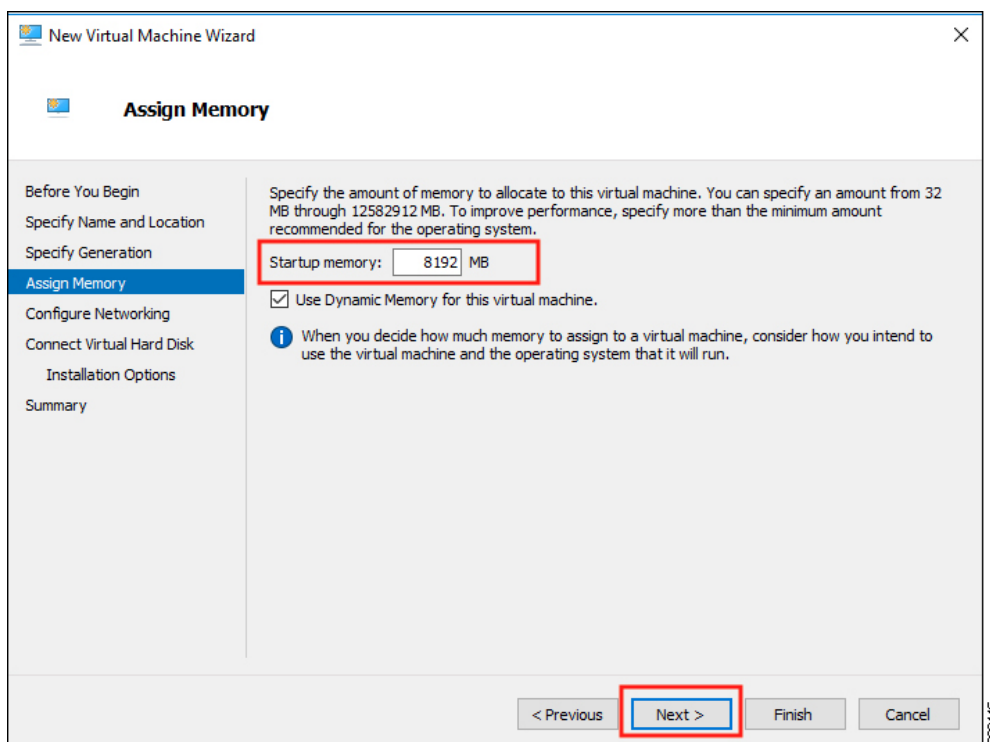 New Virtual Machine Wizard
Assign Memory
Before You Begin
Specify Name and Location
Specify Generation
Assign Memory
Configure Networking
Connect Virtual Hard Disk
Installation Options
Summary
Specify the amount of memory to allocate to this virtual machine. You can specify an amount from 32
MB through 12582912 MB. To improve performance, specify more than the minimum amount
recommended for the operating system.
Startup memory: 8192 MB
Use Dynamic Memory for this virtual machine.
When you decide how much memory to assign to a virtual machine, consider how you intend to
use the virtual machine and the operating system that it will run.
< Previous Next > Finish Cancel